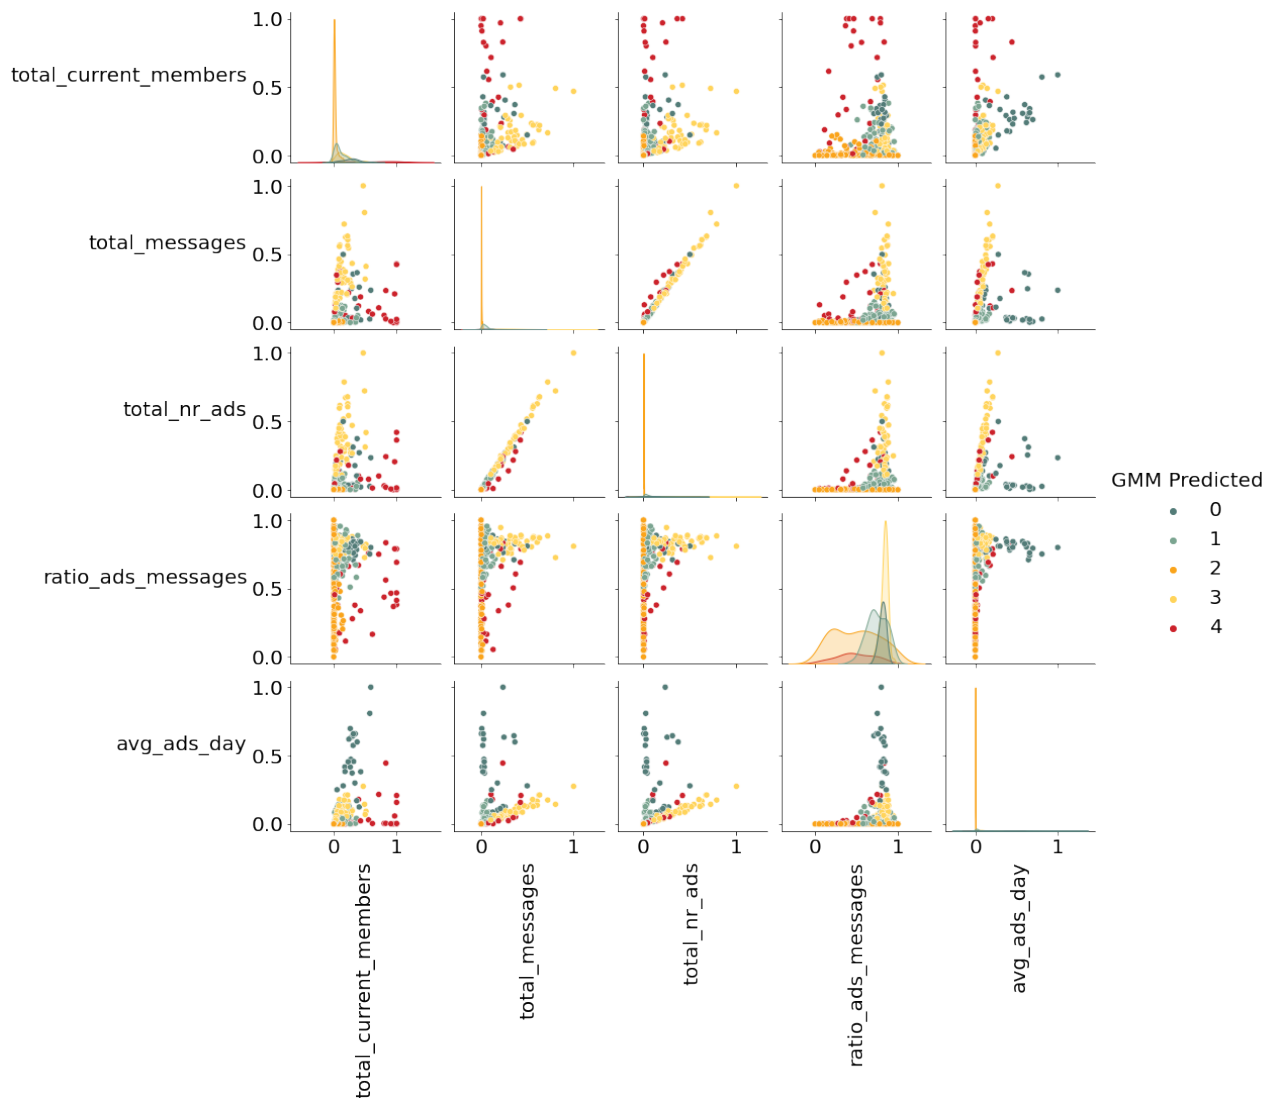 1.0
total_current_members
0.5
0.0
1.0
total_messages
0.5
0.0
1.0
total_nr_ads
0.5
0.0
GMM Predicted
0
1
2
3
4
1.0
ratio_ads_messages
0.5
0.0
1.0
avg_ads_day
0.5
0.0
0 1 0 1 0 1 0 1 0 1
total_current_members
total_messages
total_nr_ads
ratio_ads_messages
avg_ads_day